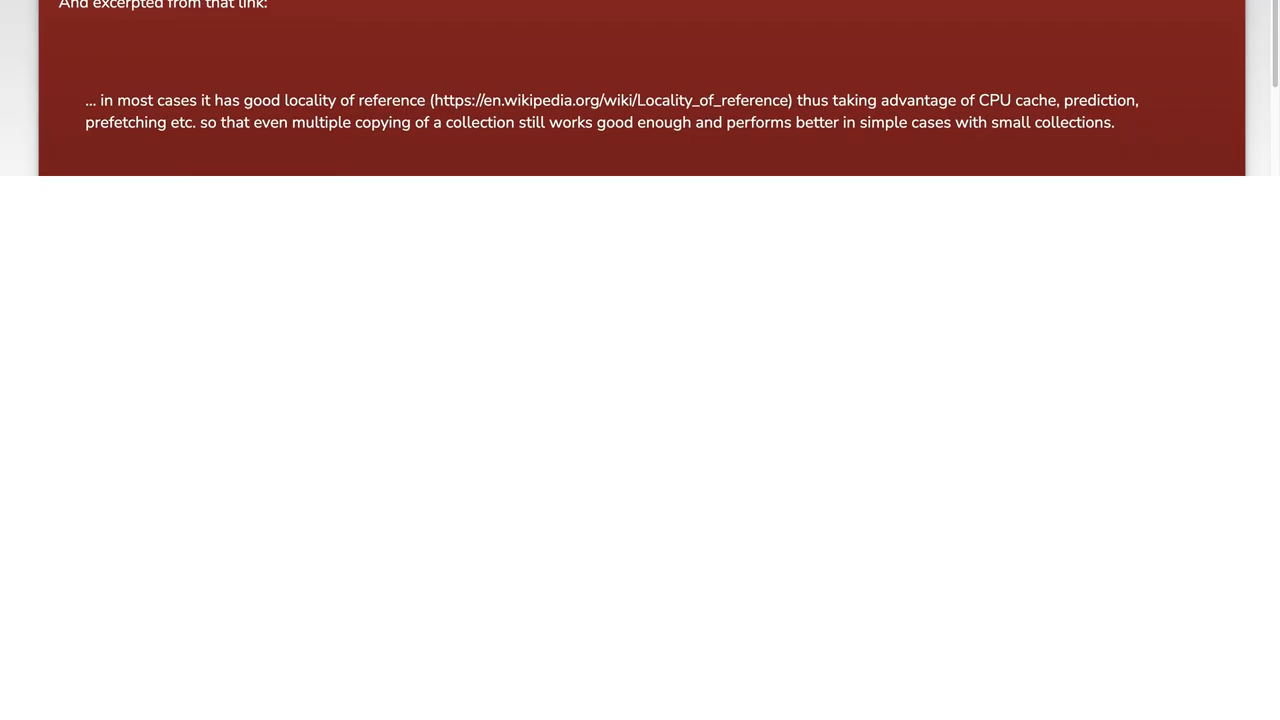 And excerpted from that link:
... in most cases it has good locality of reference (https://en.wikipedia.org/wiki/Locality_of_reference) thus taking advantage of CPU cache, prediction,
prefetching etc. so that even multiple copying of a collection still works good enough and performs better in simple cases with small collections.